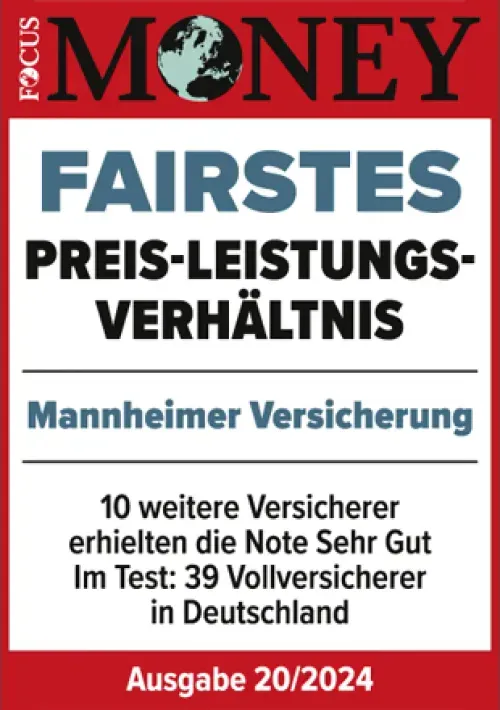 FOCUS
MONEY
FAIRSTES
PREIS-LEISTUNGS-
VERHÄLTNIS
Mannheimer Versicherung
10 weitere Versicherer
erhielten die Note Sehr Gut
Im Test: 39 Vollversicherer
in Deutschland
Ausgabe 20/2024